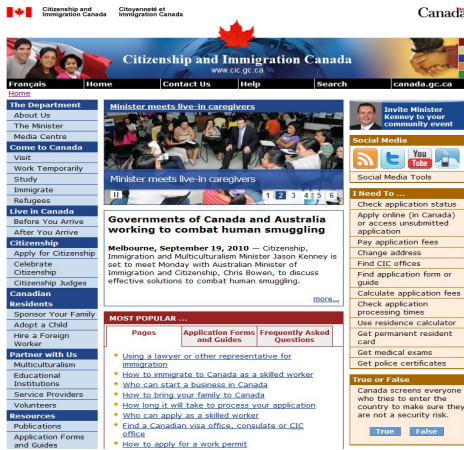 Citizenship and
Immigration Canada
Citoyenneté et
Immigration Canada
Canada
Citizenship and Immigration Canada
www.cic.gc.ca
Français
Home
Contact Us
Help
Search
canada.gc.ca
Home
The Department
About Us
The Minister
Media Centre
Come to Canada
Visit
Work Temporarily
Study
Immigrate
Refugees
Live in Canada
Before You Arrive
After You Arrive
Citizenship
Apply for Citizenship
Celebrate
Citizenship
Citizenship Judges
Canadian
Residents
Sponsor Your Family
Adopt a Child
Hire a Foreign
Worker
Partner with Us
Multiculturalism
Educational
Institutions
Service Providers
Volunteers
Resources
Publications
Application Forms
and Guides
Minister meets live-in caregivers
Minister meets live-in caregivers
1 2 3 4 5 6
Governments of Canada and Australia
working to combat human smuggling
Melbourne, September 19, 2010 — Citizenship,
Immigration and Multiculturalism Minister Jason Kenney is
set to meet Monday with Australian Minister of
Immigration and Citizenship, Chris Bowen, to discuss
effective solutions to combat human smuggling.
more...
MOST POPULAR ...
Pages
Application Forms
and Guides
Frequently Asked
Questions
Using a lawyer or other representative for
immigration
How to immigrate to Canada as a skilled worker
Who can start a business in Canada
How to bring your family to Canada
How long it will take to process your application
Who can apply as a skilled worker
Find a Canadian visa office, consulate or CIC
office
How to apply for a work permit
Invite Minister
Kenney to your
community event
Social Media
You
Tube
Social Media Tools
I Need To ...
Check application status
Apply online (in Canada)
or access unsubmitted
application
Pay application fees
Change address
Find CIC offices
Find application form or
guide
Calculate application fees
Check application
processing times
Use residence calculator
Get permanent resident
card
Get medical exams
Get police certificates
True or False
Canada screens everyone
who tries to enter the
country to make sure they
are not a security risk.
True
False